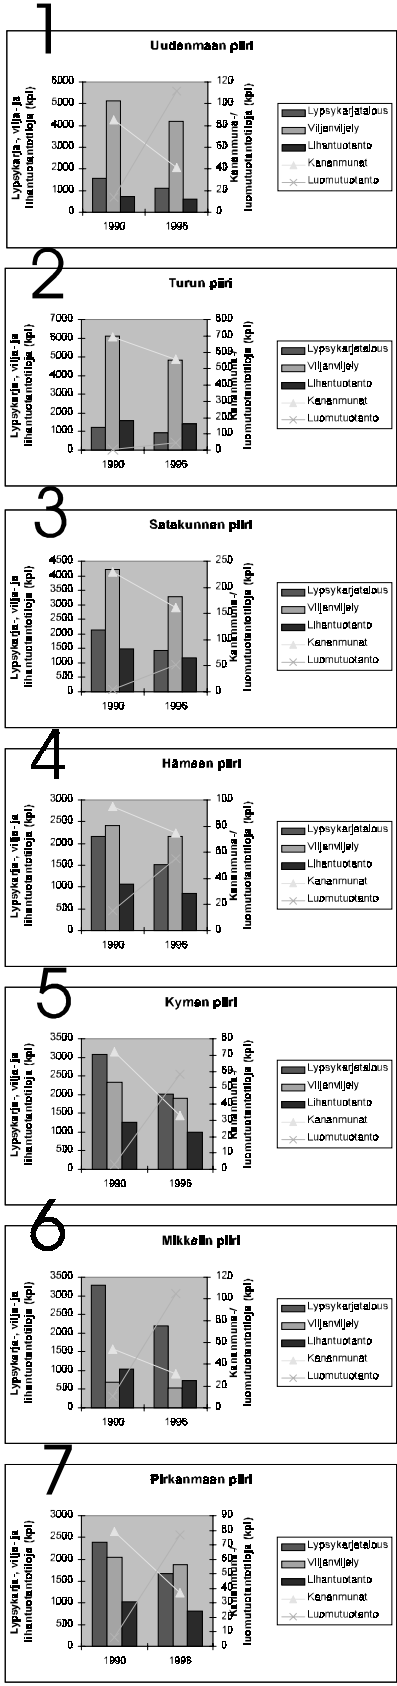 1
Uudenmaan piiri
Lypsykarja-, vilja- ja
lihantuotantotiloja (kpl)
6000
5000
4000
3000
2000
1000
0
120
100
80
60
40
20
0
Kananmuna-/
luomutuotantotiloja (kpl)
1990
1995
Lypsykarjatalous
Viljanviljely
Lihantuotanto
Kananmunat
Luomutuotanto
2
Turun piiri
Lypsykarja-, vilja- ja
lihantuotantotiloja (kpl)
7000
6000
5000
4000
3000
2000
1000
0
800
700
600
500
400
300
200
100
0
Kananmuna-/
luomutuotantotiloja (kpl)
1990
1995
Lypsykarjatalous
Viljanviljely
Lihantuotanto
Kananmunat
Luomutuotanto
3
Satakunnan piiri
Lypsykarja-, vilja- ja
lihantuotantotiloja (kpl)
4500
4000
3500
3000
2500
2000
1500
1000
500
0
250
200
150
100
50
0
Kananmuna-/
luomutuotantotiloja (kpl)
1990
1995
Lypsykarjatalous
Viljanviljely
Lihantuotanto
Kananmunat
Luomutuotanto
4
Hämeen piiri
Lypsykarja-, vilja- ja
lihantuotantotiloja (kpl)
3000
2500
2000
1500
1000
500
0
100
80
60
40
20
0
Kananmuna-/
luomutuotantotiloja (kpl)
1990
1995
Lypsykarjatalous
Viljanviljely
Lihantuotanto
Kananmunat
Luomutuotanto
5
Kymen piiri
Lypsykarja-, vilja- ja
lihantuotantotiloja (kpl)
3500
3000
2500
2000
1500
1000
500
0
80
70
60
50
40
30
20
10
0
Kananmuna-/
luomutuotantotiloja (kpl)
1990
1995
Lypsykarjatalous
Viljanviljely
Lihantuotanto
Kananmunat
Luomutuotanto
6
Mikkelin piiri
Lypsykarja-, vilja- ja
lihantuotantotiloja (kpl)
3500
3000
2500
2000
1500
1000
500
0
120
100
80
60
40
20
0
Kananmuna-/
luomutuotantotiloja (kpl)
1990
1995
Lypsykarjatalous
Viljanviljely
Lihantuotanto
Kananmunat
Luomutuotanto
7
Pirkanmaan piiri
Lypsykarja-, vilja- ja
lihantuotantotiloja (kpl)
3000
2500
2000
1500
1000
500
0
90
80
70
60
50
40
30
20
10
0
Kananmuna-/
luomutuotantotiloja (kpl)
1990
1995
Lypsykarjatalous
Viljanviljely
Lihantuotanto
Kananmunat
Luomutuotanto